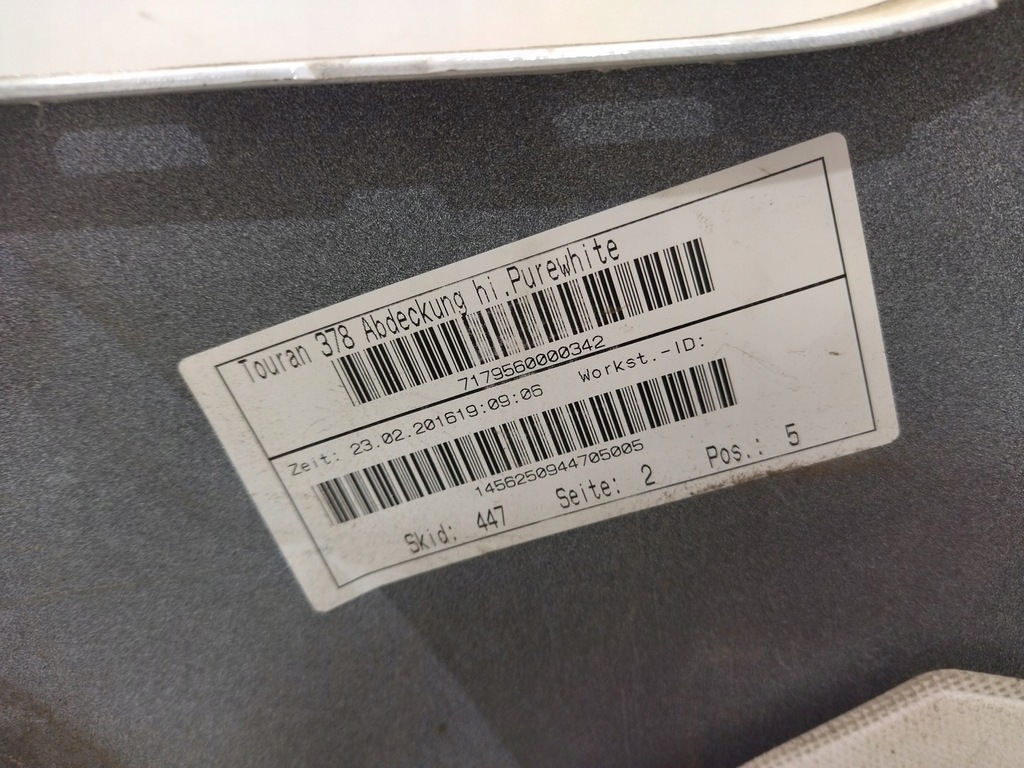 Touran 378 Abdeckung hi.Purewhite
7179560000342
Zeit: 23.02.201619:09:06 Workst.-ID:
1456250944705005
Skid: 447 Seite: 2 Pos.: 5